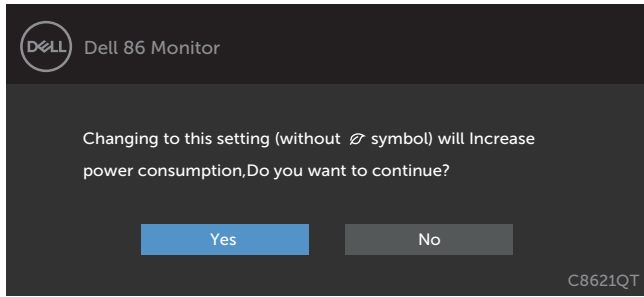 DELL
Dell 86 Monitor
Changing to this setting (without symbol) will Increase
power consumption,Do you want to continue?
Yes
No
C8621QT